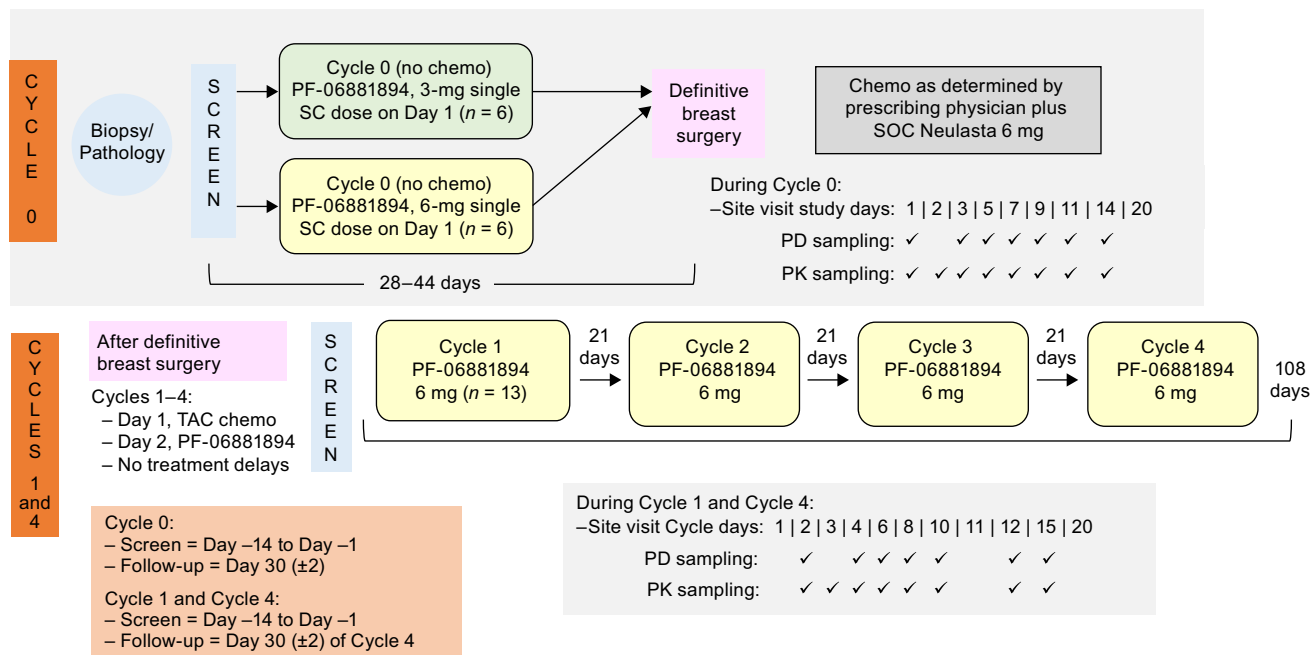 CYCLE 0
Biopsy/
Pathology
SCREEN
Cycle 0 (no chemo)
PF-06881894, 3-mg single
SC dose on Day 1 (n = 6)
Cycle 0 (no chemo)
PF-06881894, 6-mg single
SC dose on Day 1 (n = 6)
28–44 days
Definitive
breast
surgery
Chemo as determined by
prescribing physician plus
SOC Neulasta 6 mg
During Cycle 0:
–Site visit study days: 1 | 2 | 3 | 5 | 7 | 9 | 11 | 14 | 20
PD sampling: ✓ ✓ ✓ ✓ ✓ ✓ ✓
PK sampling: ✓ ✓ ✓ ✓ ✓ ✓ ✓ ✓
CYCLES 1 and 4
After definitive
breast surgery
Cycles 1–4:
– Day 1, TAC chemo
– Day 2, PF-06881894
– No treatment delays
SCREEN
Cycle 1
PF-06881894
6 mg (n = 13)
21
days
Cycle 2
PF-06881894
6 mg
21
days
Cycle 3
PF-06881894
6 mg
21
days
Cycle 4
PF-06881894
6 mg
108
days
Cycle 0:
– Screen = Day –14 to Day –1
– Follow-up = Day 30 (±2)
Cycle 1 and Cycle 4:
– Screen = Day –14 to Day –1
– Follow-up = Day 30 (±2) of Cycle 4
During Cycle 1 and Cycle 4:
–Site visit Cycle days: 1 | 2 | 3 | 4 | 6 | 8 | 10 | 11 | 12 | 15 | 20
PD sampling: ✓ ✓ ✓ ✓ ✓ ✓ ✓
PK sampling: ✓ ✓ ✓ ✓ ✓ ✓ ✓ ✓